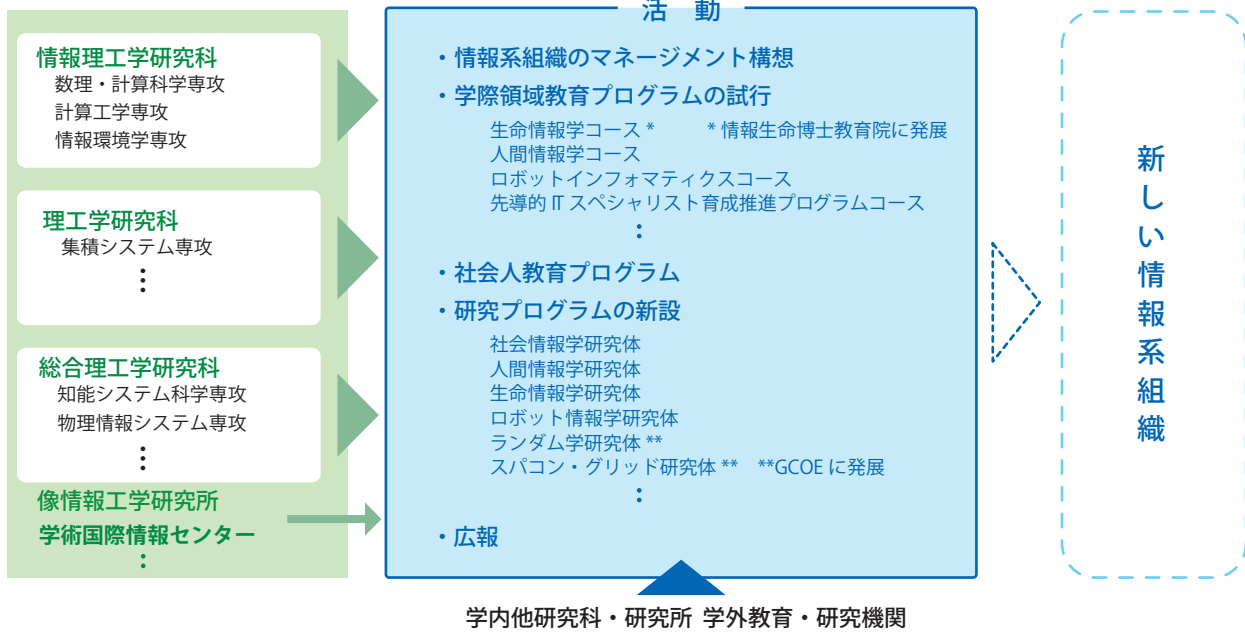 情報理工学研究科
数理・計算科学専攻
計算工学専攻
情報環境学専攻
理工学研究科
集積システム専攻
⋮
総合理工学研究科
知能システム科学専攻
物理情報システム専攻
⋮
像情報工学研究所
学術国際情報センター
：
活 動
・情報系組織のマネージメント構想
・学際領域教育プログラムの試行
生命情報学コース * * 情報生命博士教育院に発展
人間情報学コース
ロボットインフォマティクスコース
先導的 IT スペシャリスト育成推進プログラムコース
：
・社会人教育プログラム
・研究プログラムの新設
社会情報学研究体
人間情報学研究体
生命情報学研究体
ロボット情報学研究体
ランダム学研究体 **
スパコン・グリッド研究体 ** **GCOE に発展
：
・広報
学内他研究科・研究所 学外教育・研究機関
新しい情報系組織